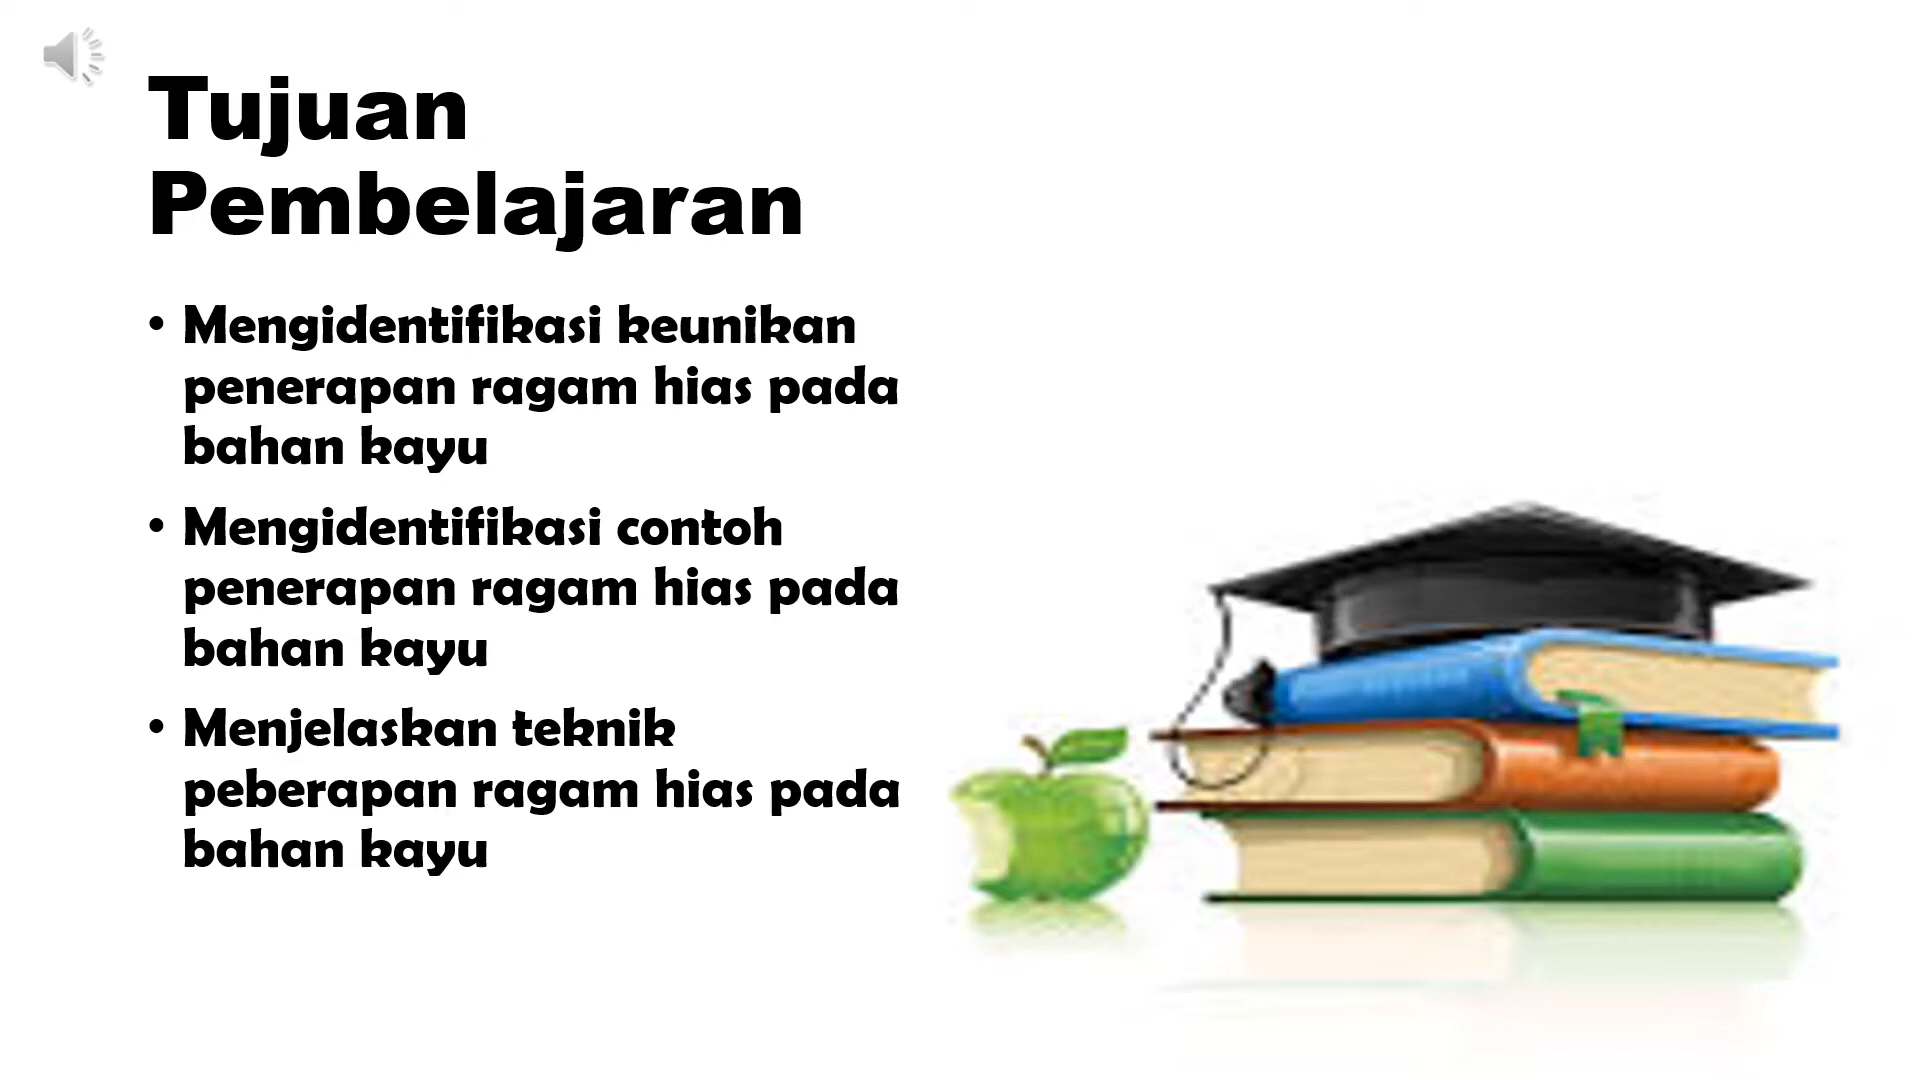 Tujuan
Pembelajaran
• Mengidentifikasi keunikan
penerapan ragam hias pada
bahan kayu
• Mengidentifikasi contoh
penerapan ragam hias pada
bahan kayu
• Menjelaskan teknik
peberapan ragam hias pada
bahan kayu